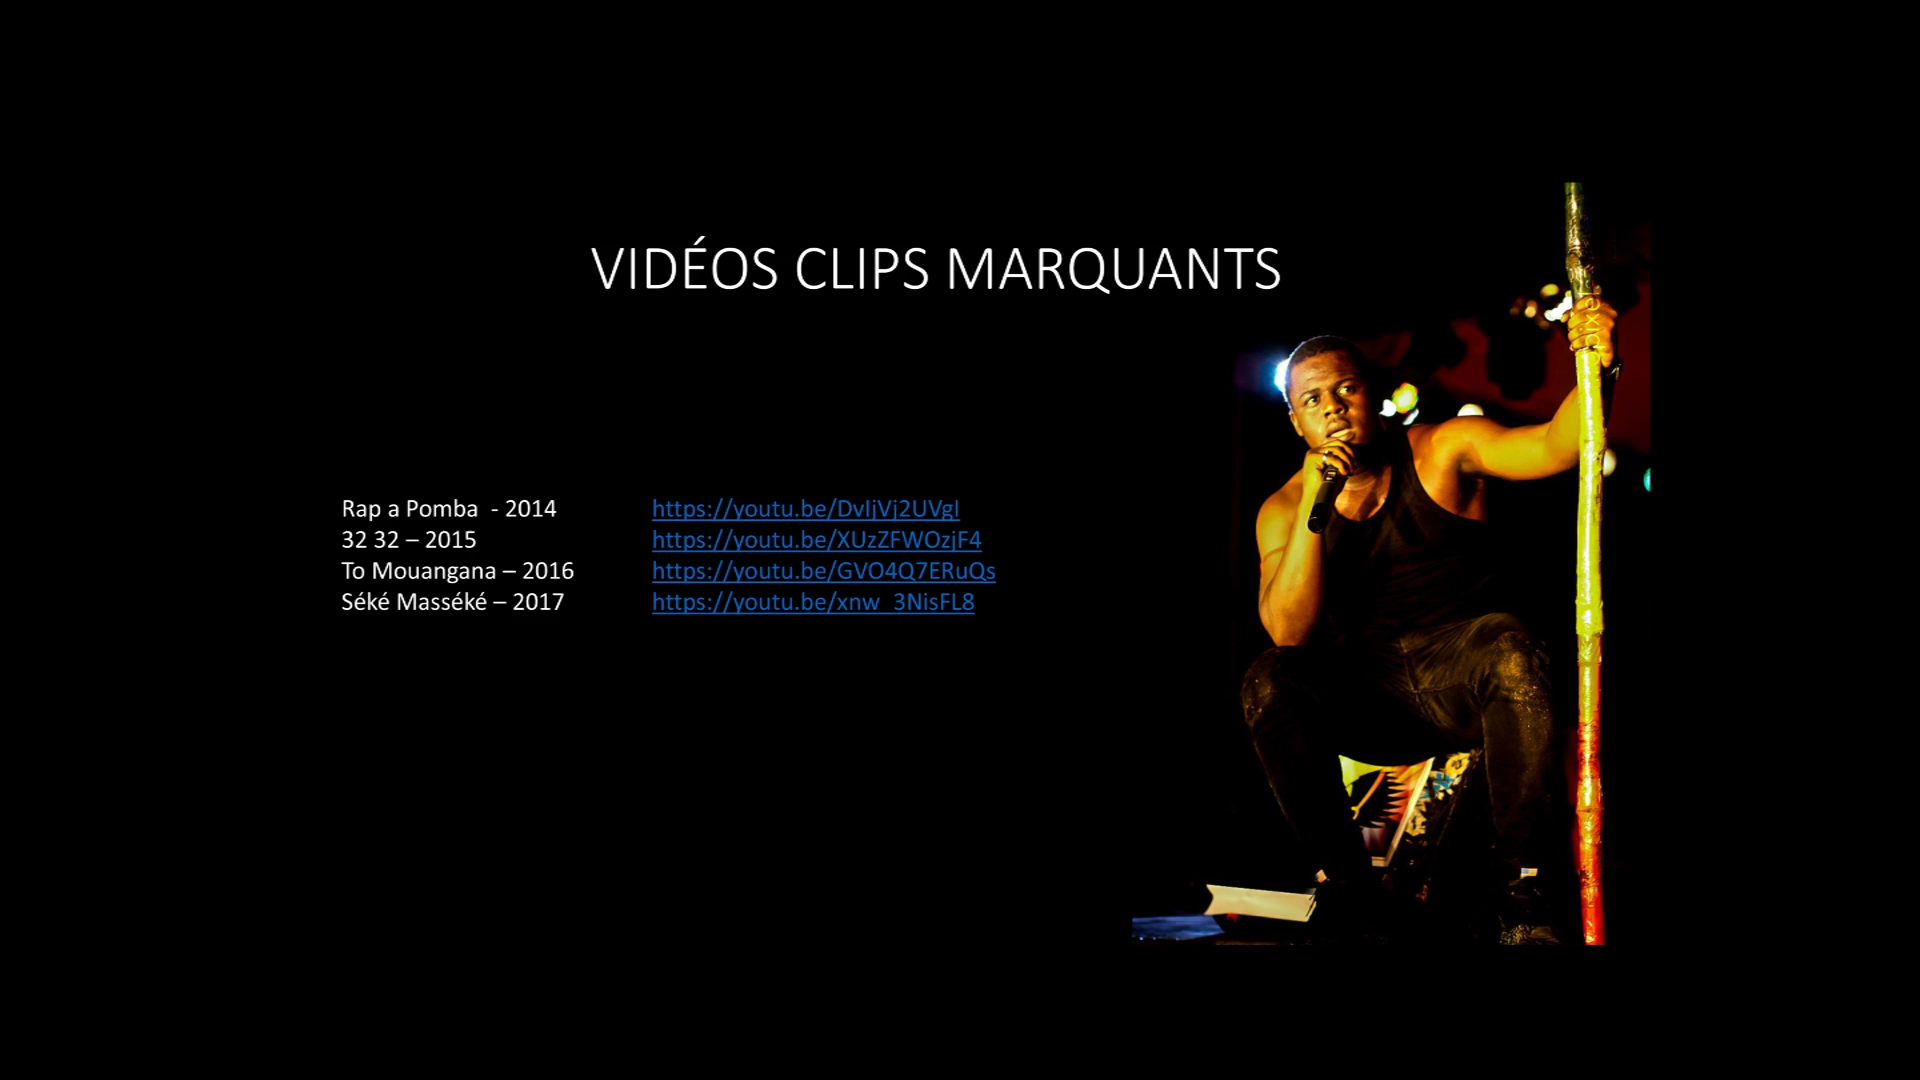 VIDÉOS CLIPS MARQUANTS
Rap a Pomba - 2014 https://youtu.be/DvIjVj2UVgI
32 32 – 2015 https://youtu.be/XUzZFWOzjF4
To Mouangana – 2016 https://youtu.be/GVO4Q7ERuQs
Séké Masséké – 2017 https://youtu.be/xnw_3NisFL8